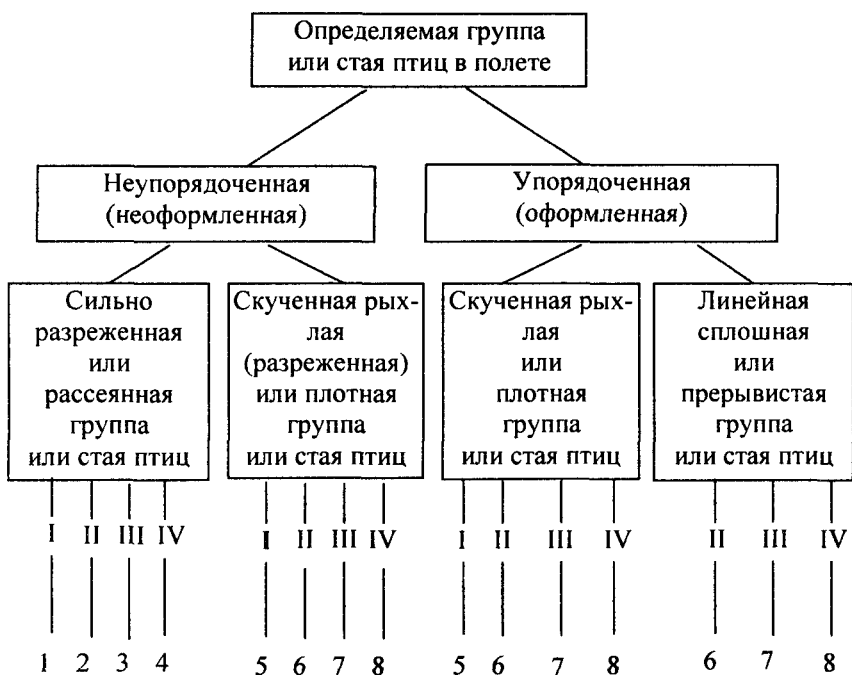 Определяемая группа
или стая птиц в полете
Неупорядоченная
(неоформленная)
Упорядоченная
(оформленная)
Сильно
разреженная
или
рассеянная
группа
или стая птиц
Скученная рых-
лая
(разреженная)
или плотная
группа
или стая птиц
Скученная рых-
лая
или
плотная
группа
или стая птиц
Линейная
сплошная
или
прерывистая
группа
или стая птиц
I II III IV
I II III IV
I II III IV
II III IV
1 2 3 4
5 6 7 8
5 6 7 8
6 7 8